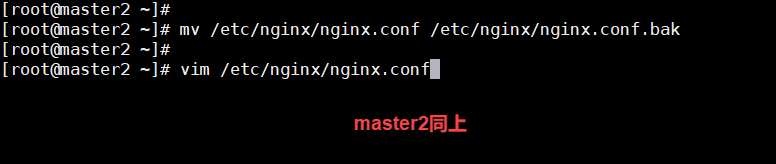 [root@master2 ~]#
[root@master2 ~]# mv /etc/nginx/nginx.conf /etc/nginx/nginx.conf.bak
[root@master2 ~]#
[root@master2 ~]# vim /etc/nginx/nginx.conf
master2同上